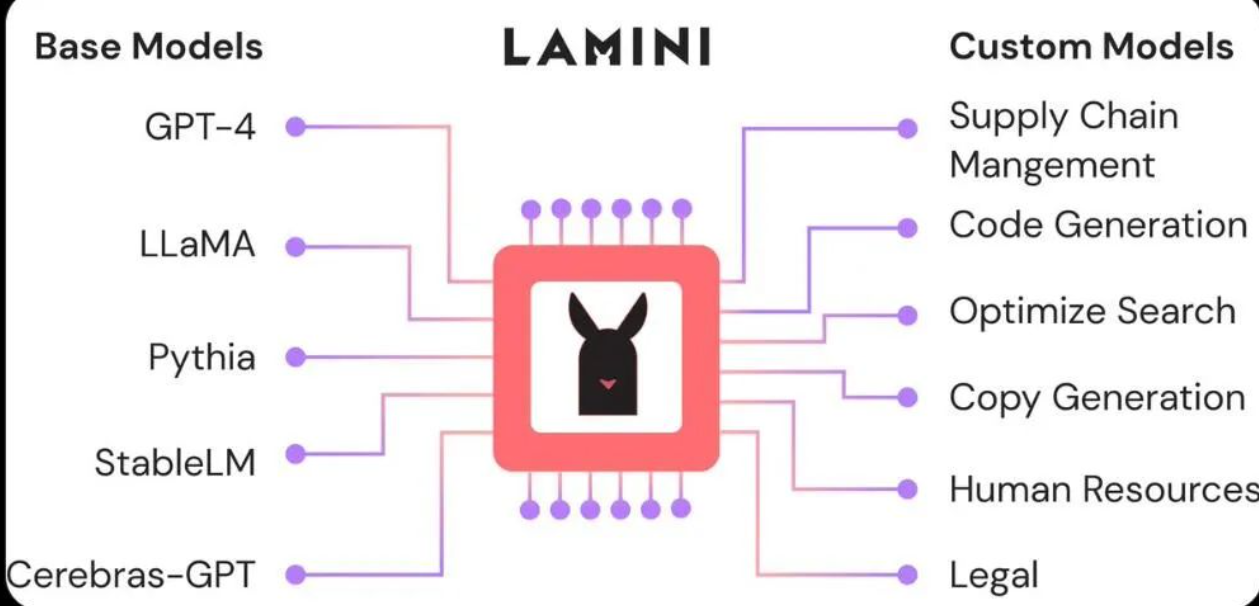 Base Models
LAMINI
Custom Models
GPT-4
LLaMA
Pythia
StableLM
Cerebras-GPT
Supply Chain
Mangement
Code Generation
Optimize Search
Copy Generation
Human Resources
Legal